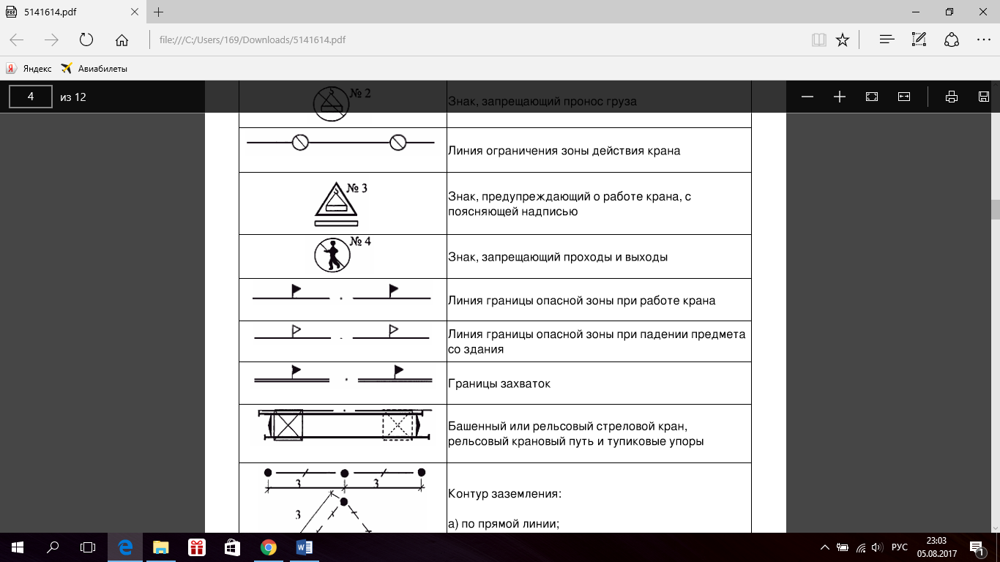 5141614.pdf
file:///C:/Users/169/Downloads/5141614.pdf
Яндекс
Авиабилеты
4 из 12
№ 2
Знак, запрещающий пронос груза
Линия ограничения зоны действия крана
№ 3
Знак, предупреждающий о работе крана, с
поясняющей надписью
№ 4
Знак, запрещающий проходы и выходы
Линия границы опасной зоны при работе крана
Линия границы опасной зоны при падении предмета
со здания
Границы захваток
Башенный или рельсовый стреловой кран,
рельсовый крановый путь и тупиковые упоры
3 3
3
Контур заземления:
а) по прямой линии;
РУС
23:03
05.08.2017
1